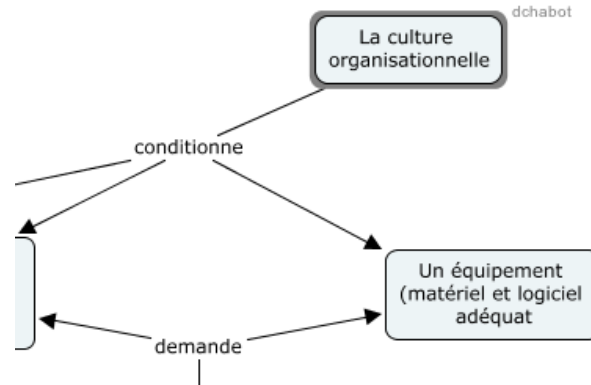 dchabot
La culture
organisationnelle
conditionne
Un équipement
(matériel et logiciel
adéquat
demande